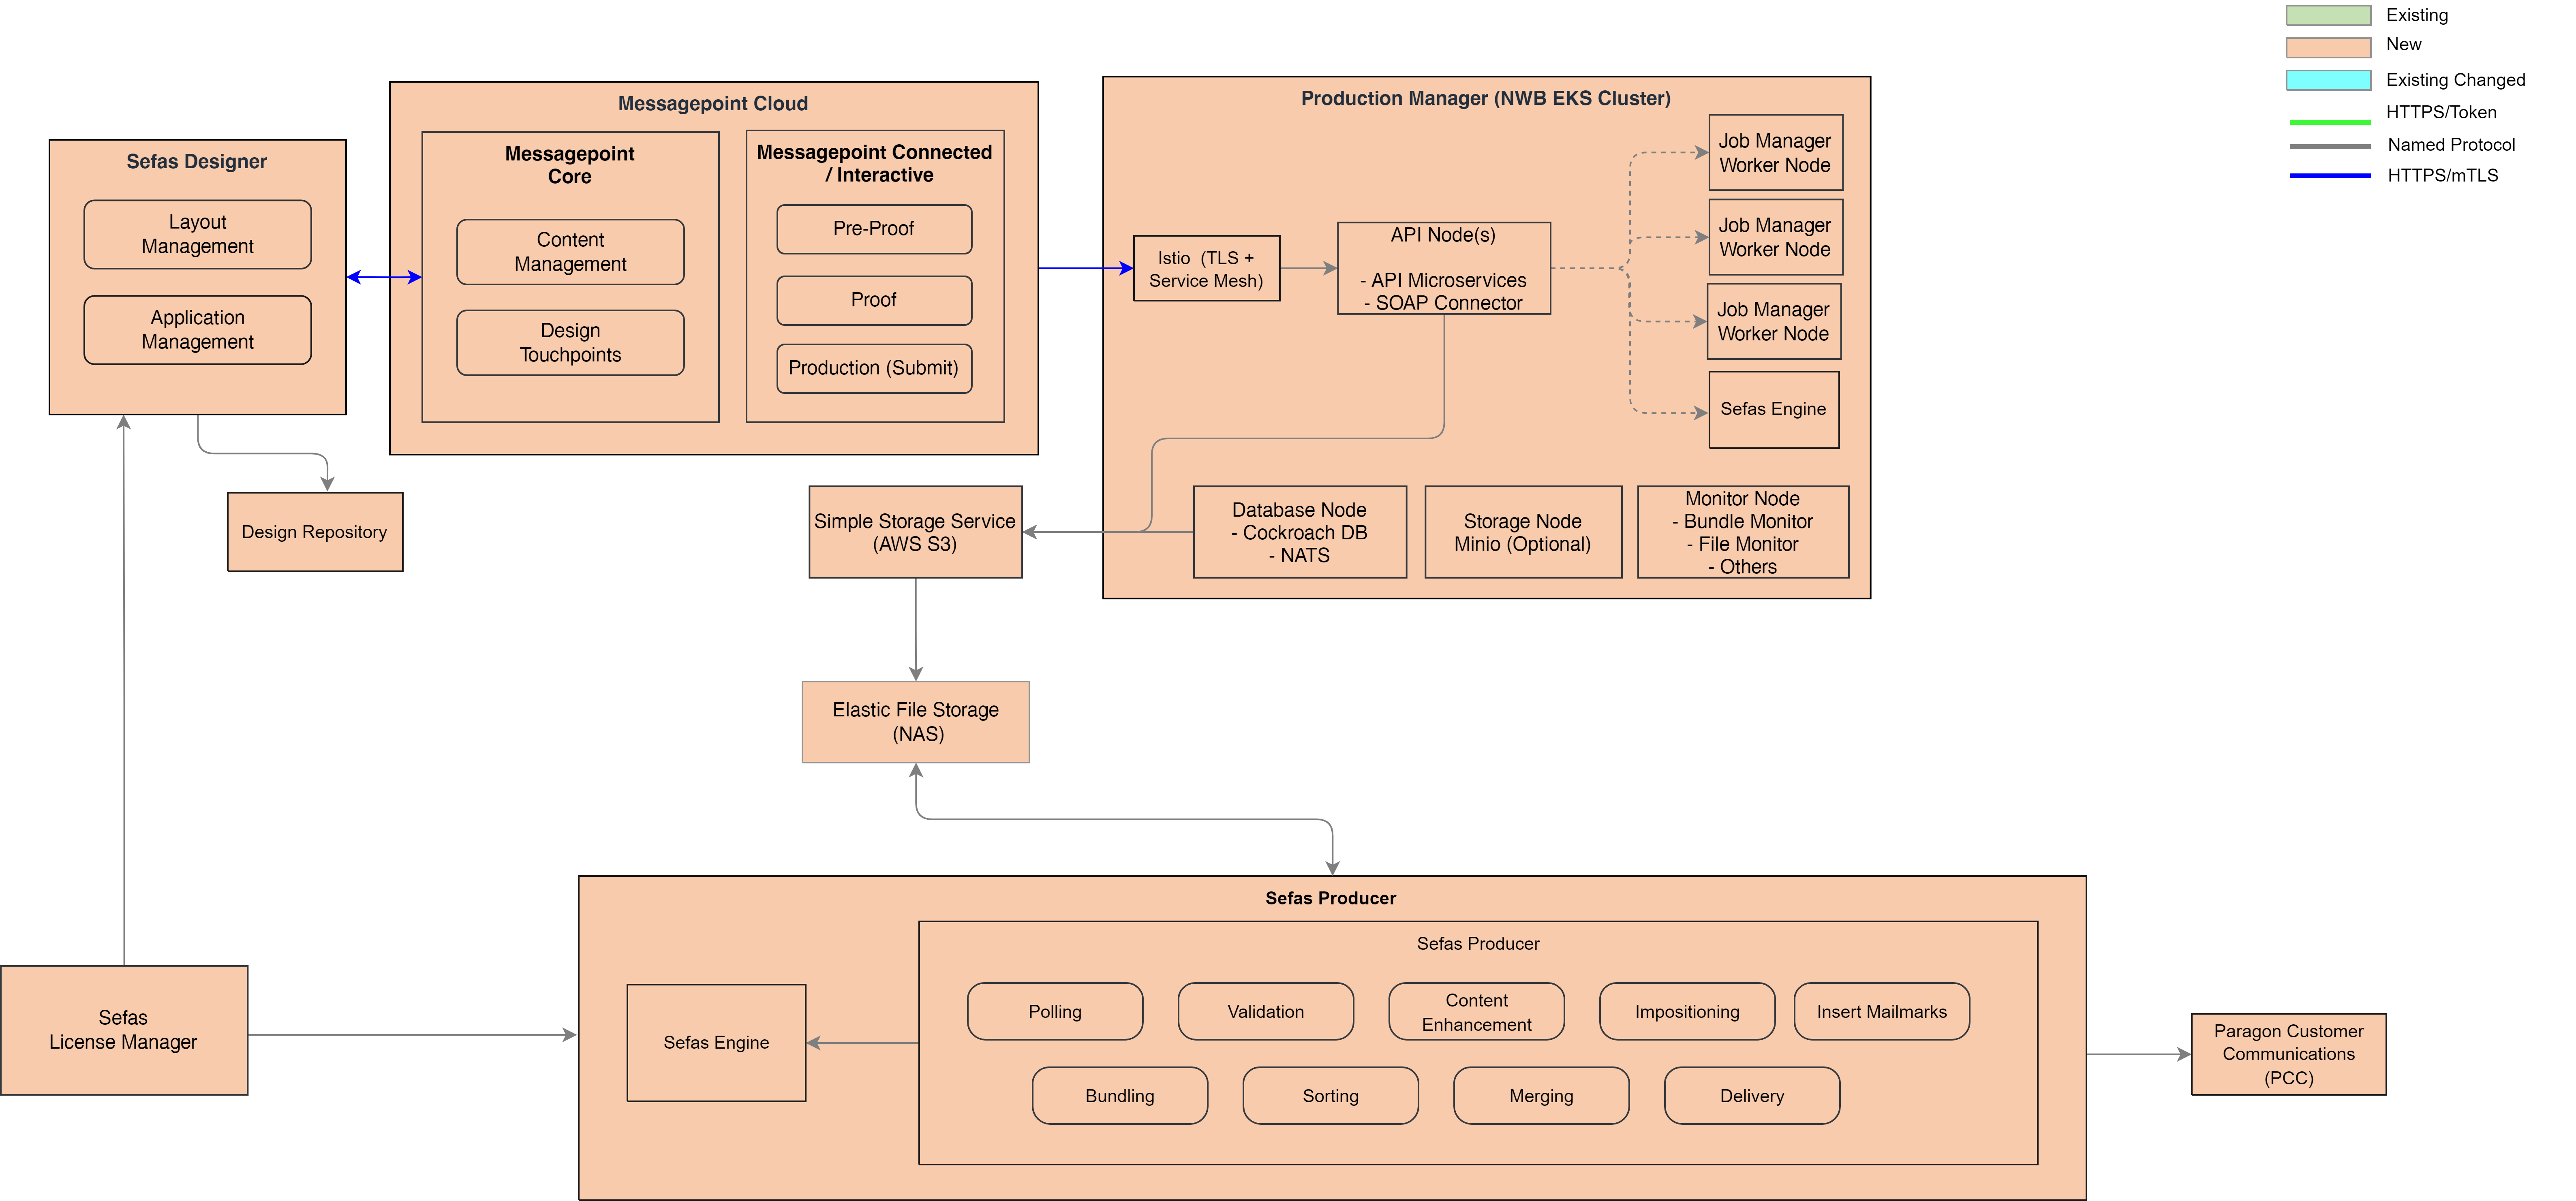 Existing
New
Existing Changed
HTTPS/Token
Named Protocol
HTTPS/mTLS
Sefas Designer
Layout
Management
Application
Management
Messagepoint Cloud
Messagepoint
Core
Content
Management
Design
Touchpoints
Messagepoint Connected
/ Interactive
Pre-Proof
Proof
Production (Submit)
Production Manager (NWB EKS Cluster)
Istio (TLS +
Service Mesh)
API Node(s)
- API Microservices
- SOAP Connector
Job Manager
Worker Node
Job Manager
Worker Node
Job Manager
Worker Node
Sefas Engine
Database Node
- Cockroach DB
- NATS
Storage Node
Minio (Optional)
Monitor Node
- Bundle Monitor
- File Monitor
- Others
Design Repository
Simple Storage Service
(AWS S3)
Elastic File Storage
(NAS)
Sefas
License Manager
Sefas Producer
Sefas Engine
Sefas Producer
Polling
Validation
Content
Enhancement
Impositioning
Insert Mailmarks
Bundling
Sorting
Merging
Delivery
Paragon Customer
Communications
(PCC)